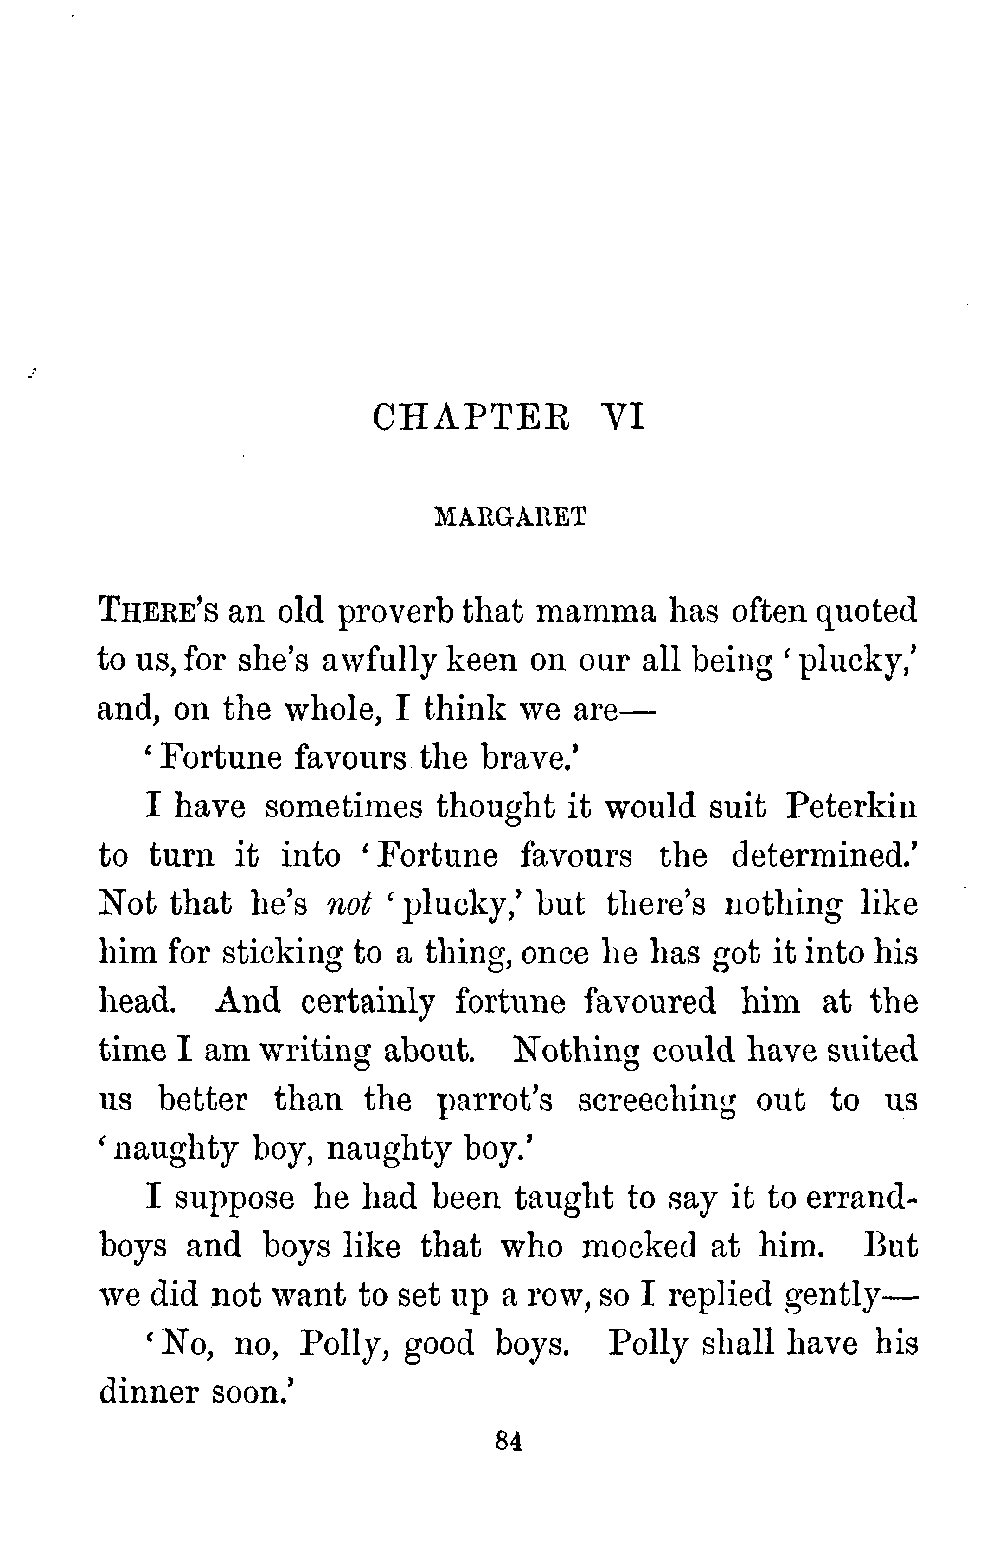 CHAPTER VI
MARGARET
THERE'S an old proverb that mamma has often quoted
to us, for she's awfully keen on our all being ‘plucky,’
and, on the whole, I think we are—
‘Fortune favours the brave.’
I have sometimes thought it would suit Peterkin
to turn it into ‘Fortune favours the determined.’
Not that he's not ‘plucky,’ but there's nothing like
him for sticking to a thing, once he has got it into his
head. And certainly fortune favoured him at the
time I am writing about. Nothing could have suited
us better than the parrot's screeching out to us
‘naughty boy, naughty boy.’
I suppose he had been taught to say it to errand-
boys and boys like that who mocked at him. But
we did not want to set up a row, so I replied gently—
‘No, no, Polly, good boys. Polly shall have his
dinner soon.’
84